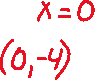 x = 0
(0, -4)